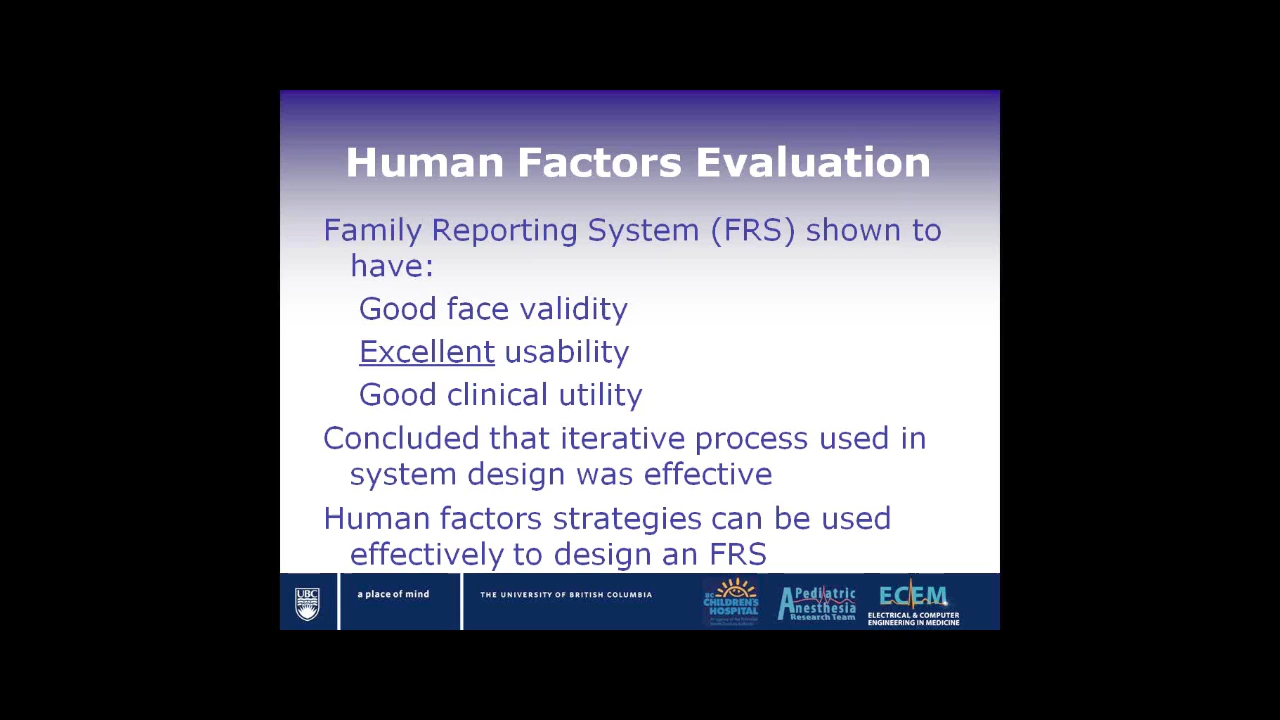 Human Factors Evaluation
Family Reporting System (FRS) shown to
have:
Good face validity
Excellent usability
Good clinical utility
Concluded that iterative process used in
system design was effective
Human factors strategies can be used
effectively to design an FRS
UBC
a place of mind
THE UNIVERSITY OF BRITISH COLUMBIA
BC
CHILDREN'S
HOSPITAL
Pediatric
Anesthesia
Research Team
ECEM
ELECTRICAL & COMPUTER
ENGINEERING IN MEDICINE